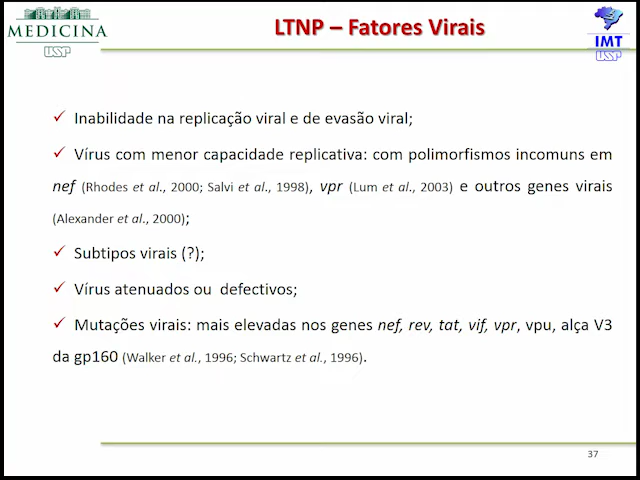 MEDICINA
USP
LTNP – Fatores Virais
IMT
USP
✓ Inabilidade na replicação viral e de evasão viral;
✓ Vírus com menor capacidade replicativa: com polimorfismos incomuns em
nef (Rhodes et al., 2000; Salvi et al., 1998), vpr (Lum et al., 2003) e outros genes virais
(Alexander et al., 2000);
✓ Subtipos virais (?);
✓ Vírus atenuados ou defectivos;
✓ Mutações virais: mais elevadas nos genes nef, rev, tat, vif, vpr, vpu, alça V3
da gp160 (Walker et al., 1996; Schwartz et al., 1996).
37